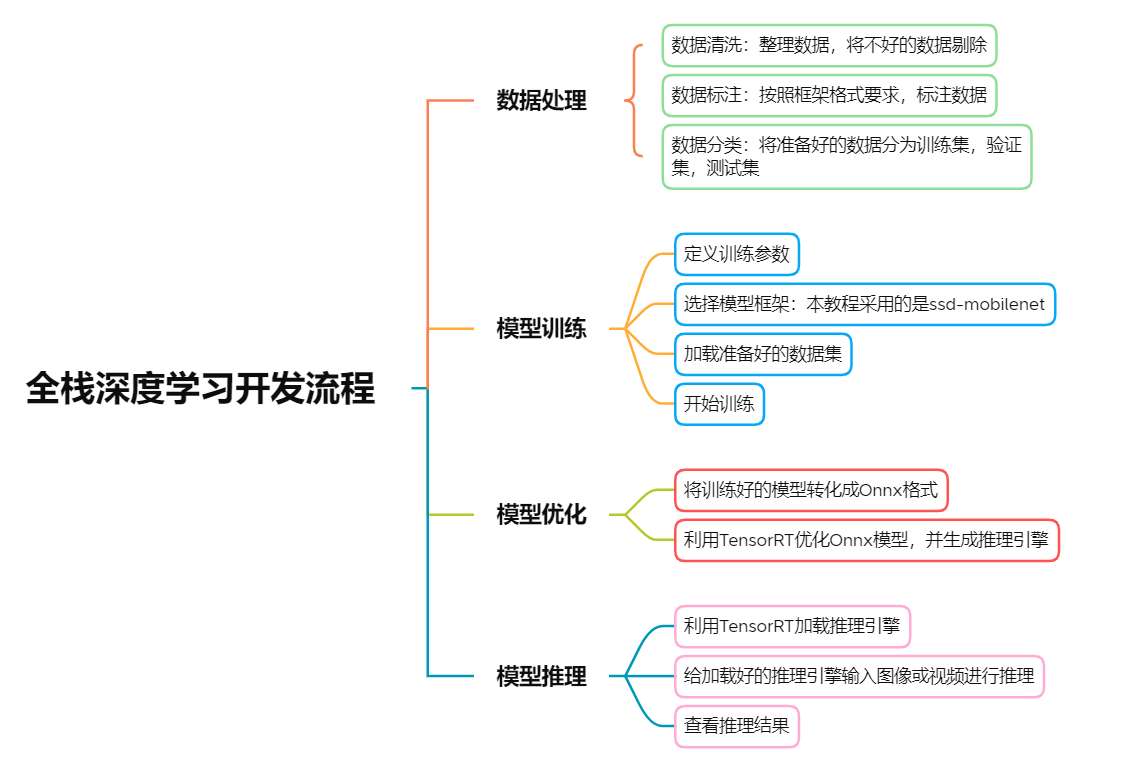 全栈深度学习开发流程
数据处理
数据清洗：整理数据，将不好的数据剔除
数据标注：按照框架格式要求，标注数据
数据分类：将准备好的数据分为训练集，验证
集，测试集
模型训练
定义训练参数
选择模型框架：本教程采用的是ssd-mobilenet
加载准备好的数据集
开始训练
模型优化
将训练好的模型转化成Onnx格式
利用TensorRT优化Onnx模型，并生成推理引擎
模型推理
利用TensorRT加载推理引擎
给加载好的推理引擎输入图像或视频进行推理
查看推理结果